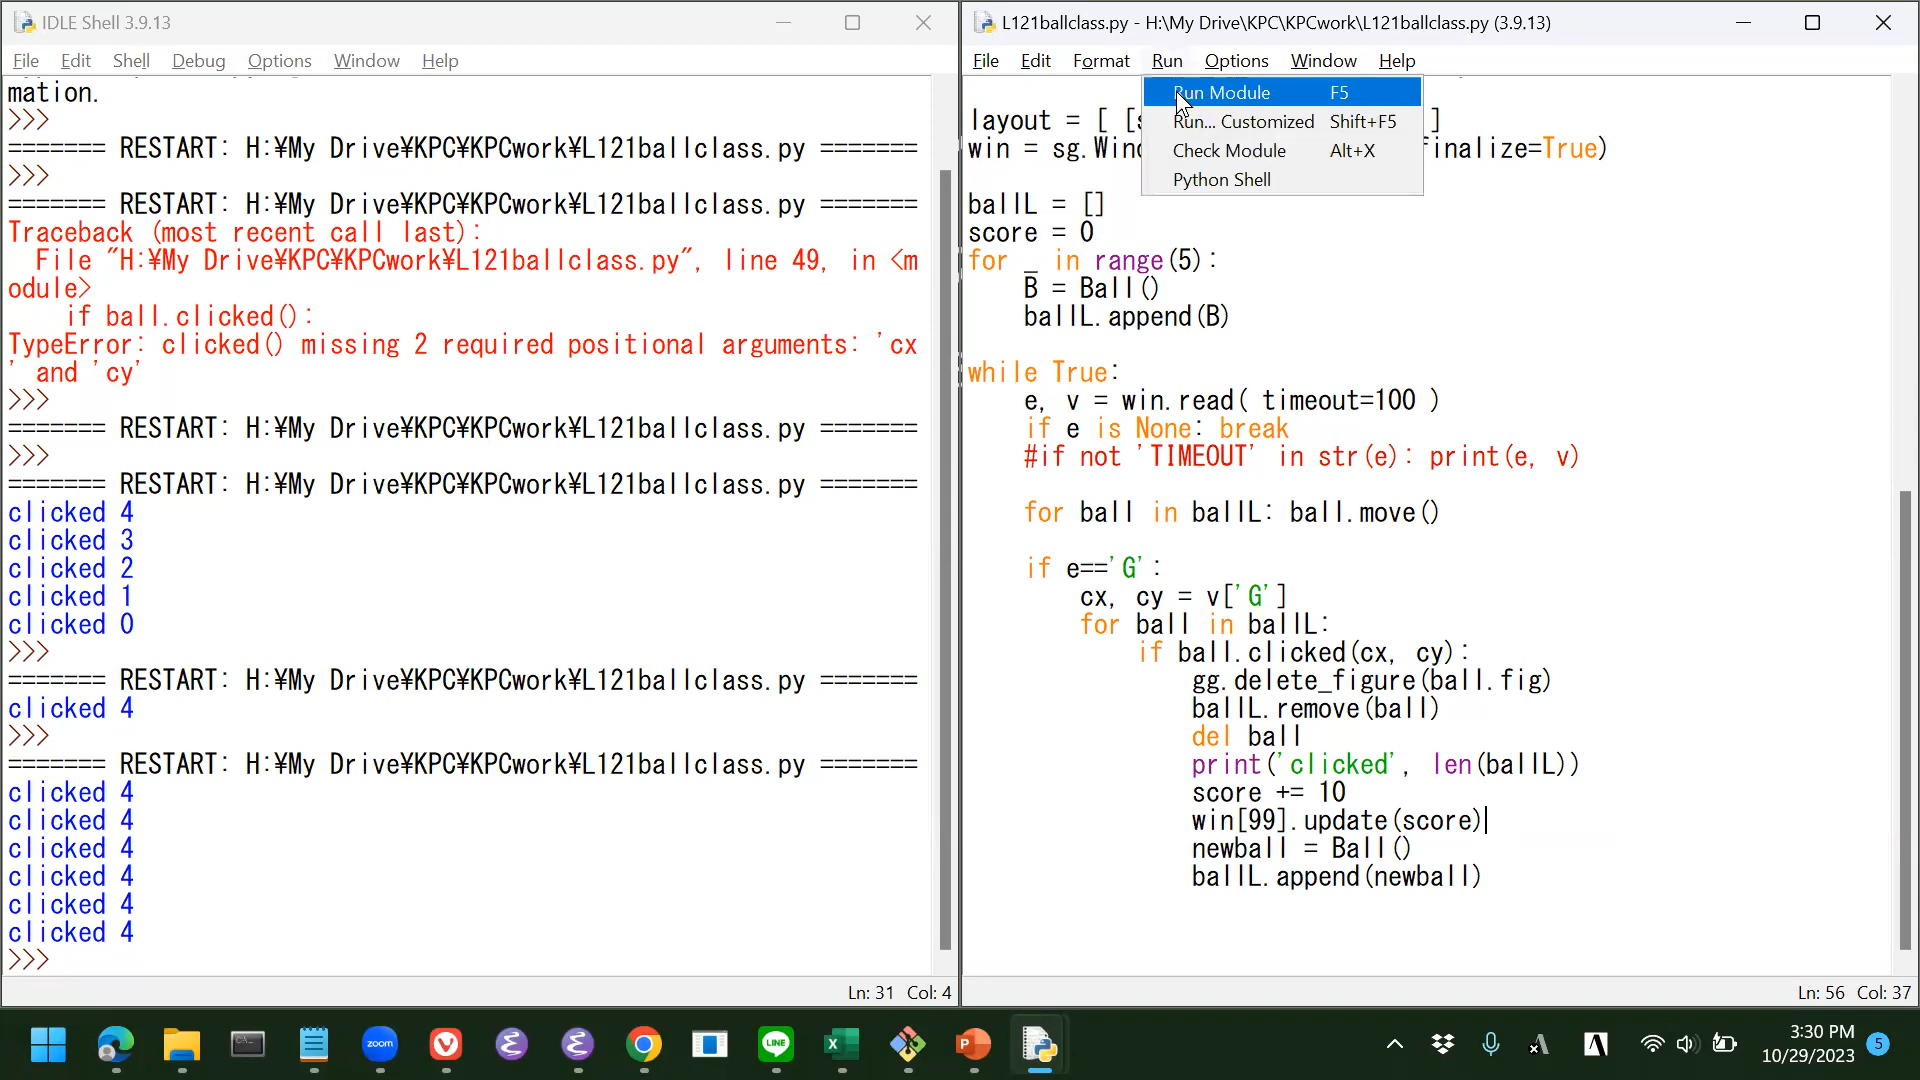 IDLE Shell 3.9.13
File Edit Shell Debug Options Window Help
mation.
>>>
======= RESTART: H:¥My Drive¥KPC¥KPCwork¥L121ballclass.py =======
>>>
======= RESTART: H:¥My Drive¥KPC¥KPCwork¥L121ballclass.py =======
Traceback (most recent call last):
  File "H:¥My Drive¥KPC¥KPCwork¥L121ballclass.py", line 49, in <m
odule>
    if ball.clicked():
TypeError: clicked() missing 2 required positional arguments: 'cx
' and 'cy'
>>>
======= RESTART: H:¥My Drive¥KPC¥KPCwork¥L121ballclass.py =======
>>>
======= RESTART: H:¥My Drive¥KPC¥KPCwork¥L121ballclass.py =======
clicked 4
clicked 3
clicked 2
clicked 1
clicked 0
>>>
======= RESTART: H:¥My Drive¥KPC¥KPCwork¥L121ballclass.py =======
clicked 4
>>>
======= RESTART: H:¥My Drive¥KPC¥KPCwork¥L121ballclass.py =======
clicked 4
clicked 4
clicked 4
clicked 4
clicked 4
clicked 4
>>>
Ln: 31 Col: 4
L121ballclass.py - H:\My Drive\KPC\KPCwork\L121ballclass.py (3.9.13)
File Edit Format Run Options Window Help
Run Module F5
Run... Customized Shift+F5
Check Module Alt+X
Python Shell
layout = [ [s ]
win = sg.Wind finalize=True)
ballL = []
score = 0
for _ in range(5):
    B = Ball()
    ballL.append(B)
while True:
    e, v = win.read( timeout=100 )
    if e is None: break
    #if not 'TIMEOUT' in str(e): print(e, v)
    for ball in ballL: ball.move()
    if e=='G':
        cx, cy = v['G']
        for ball in ballL:
            if ball.clicked(cx, cy):
                gg.delete_figure(ball.fig)
                ballL.remove(ball)
                del ball
                print('clicked', len(ballL))
                score += 10
                win[99].update(score)
                newball = Ball()
                ballL.append(newball)
Ln: 56 Col: 37
zoom
LINE
3:30 PM
10/29/2023
5